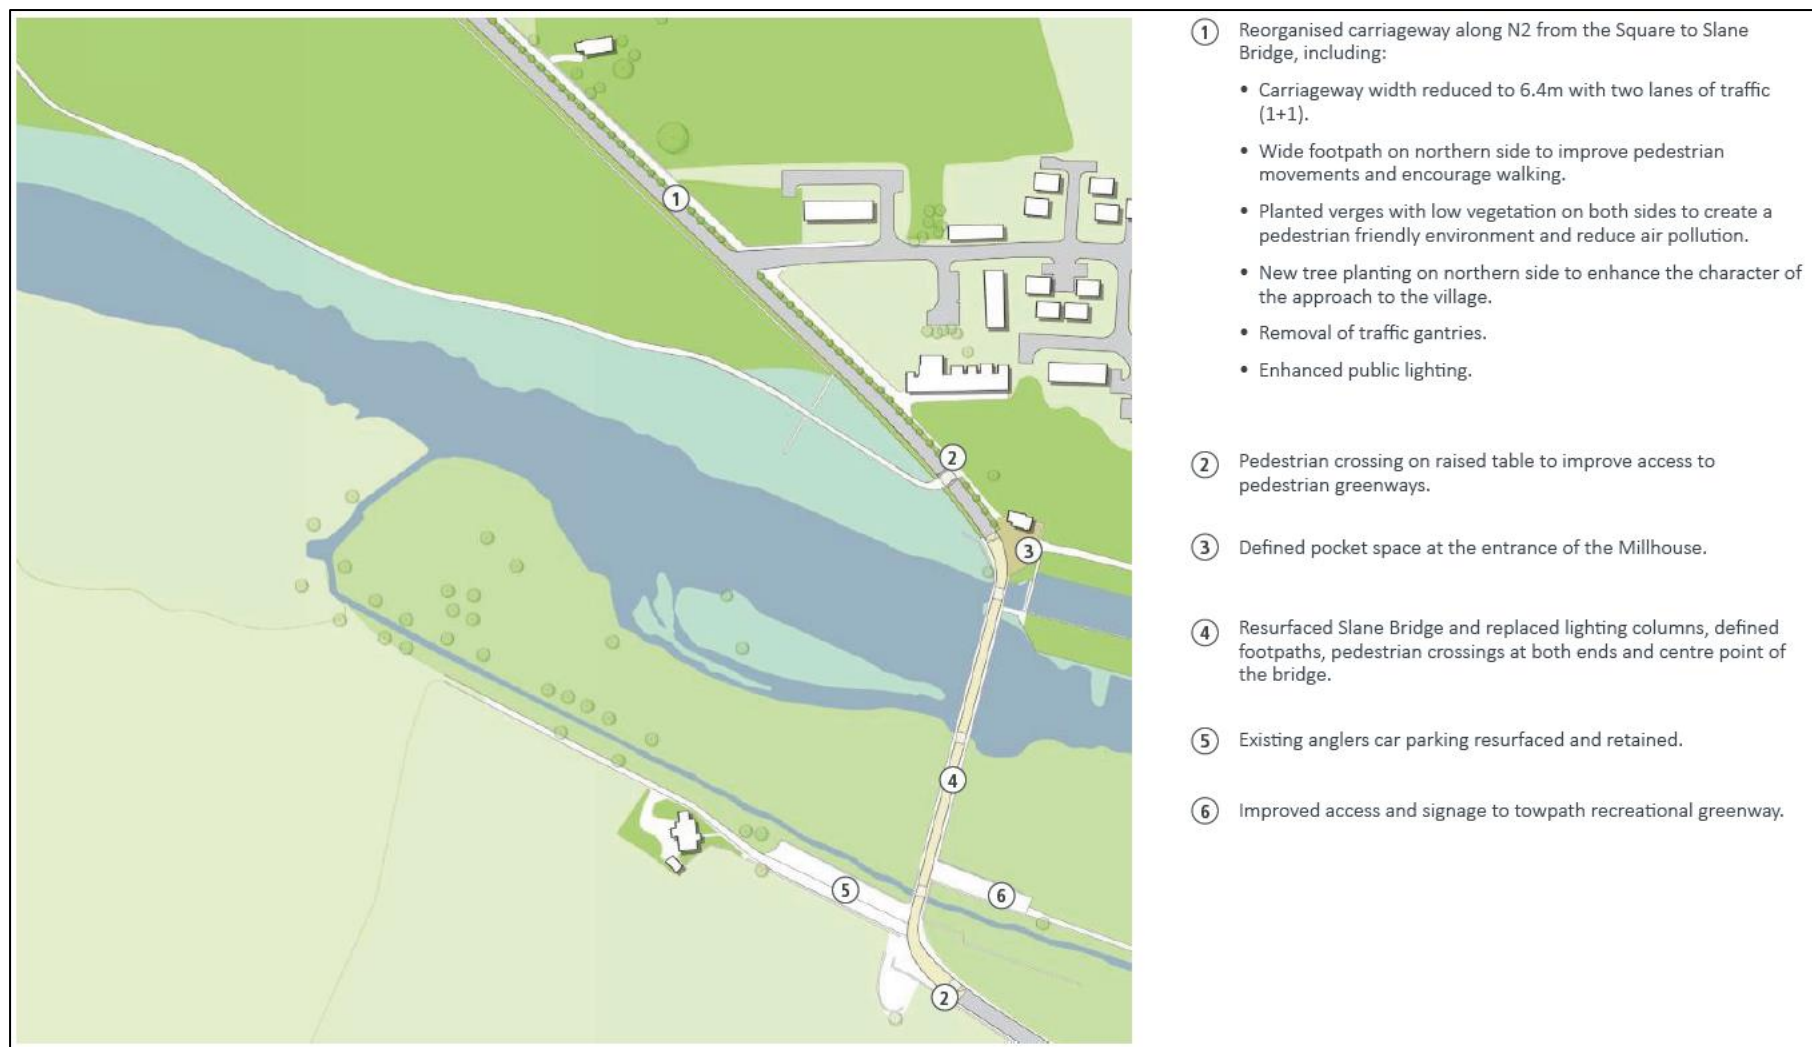 1
2
3
4
5
6
2
1 Reorganised carriageway along N2 from the Square to Slane
Bridge, including:
• Carriageway width reduced to 6.4m with two lanes of traffic
(1+1).
• Wide footpath on northern side to improve pedestrian
movements and encourage walking.
• Planted verges with low vegetation on both sides to create a
pedestrian friendly environment and reduce air pollution.
• New tree planting on northern side to enhance the character of
the approach to the village.
• Removal of traffic gantries.
• Enhanced public lighting.
2 Pedestrian crossing on raised table to improve access to
pedestrian greenways.
3 Defined pocket space at the entrance of the Millhouse.
4 Resurfaced Slane Bridge and replaced lighting columns, defined
footpaths, pedestrian crossings at both ends and centre point of
the bridge.
5 Existing anglers car parking resurfaced and retained.
6 Improved access and signage to towpath recreational greenway.